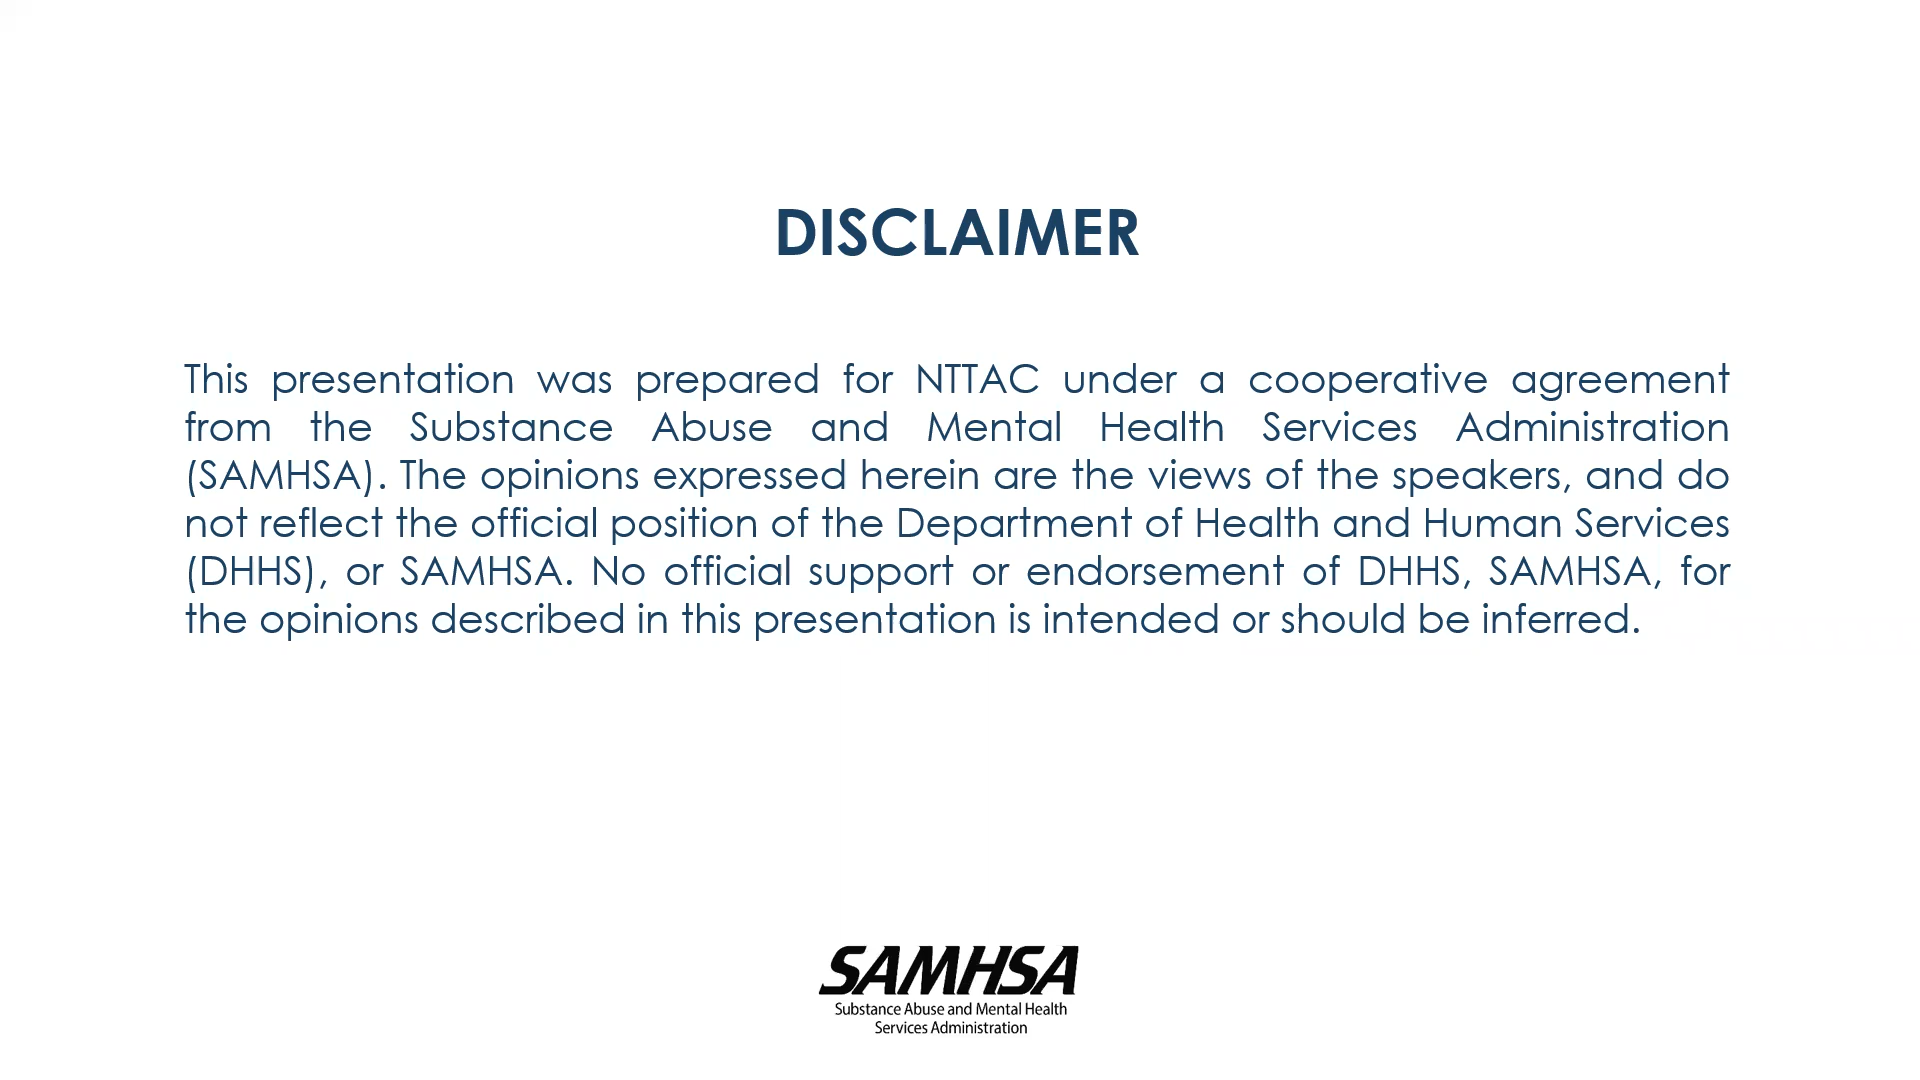 DISCLAIMER
This presentation was prepared for NTTAC under a cooperative agreement
from the Substance Abuse and Mental Health Services Administration
(SAMHSA). The opinions expressed herein are the views of the speakers, and do
not reflect the official position of the Department of Health and Human Services
(DHHS), or SAMHSA. No official support or endorsement of DHHS, SAMHSA, for
the opinions described in this presentation is intended or should be inferred.
SAMHSA
Substance Abuse and Mental Health
Services Administration